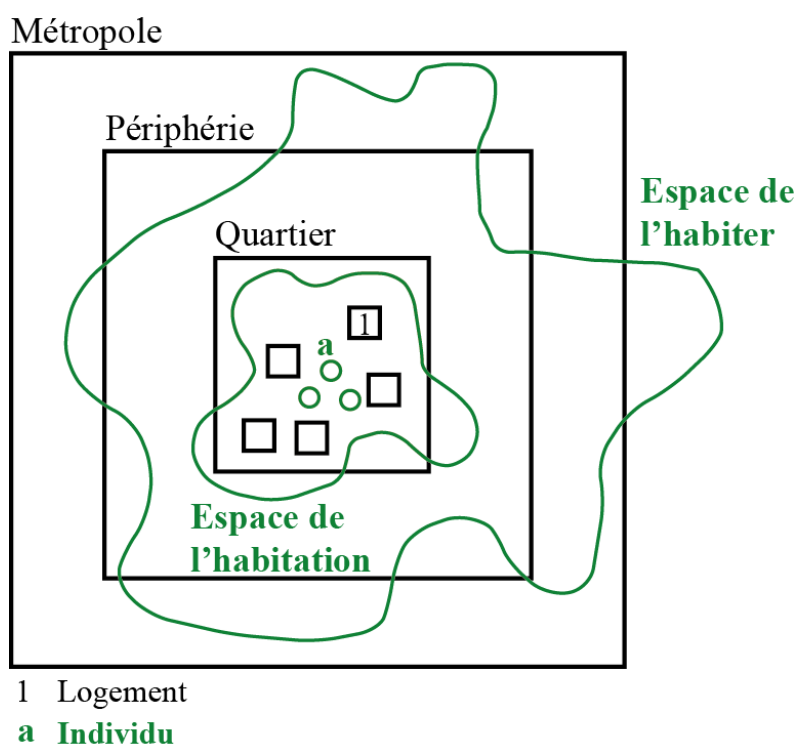 Métropole
Périphérie
Espace de
l’habiter
Quartier
1
a
Espace de
l’habitation
1 Logement
a Individu